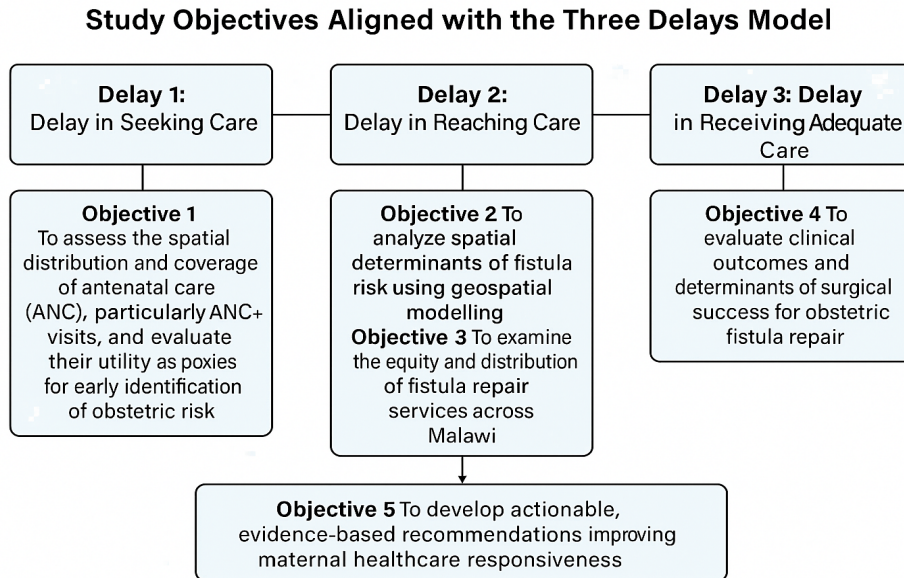 Study Objectives Aligned with the Three Delays Model
Delay 1:
Delay in Seeking Care
Delay 2:
Delay in Reaching Care
Delay 3: Delay
in Receiving Adequate
Care
Objective 1
To assess the spatial
distribution and coverage
of antenatal care
(ANC), particularly ANC+
visits, and evaluate
their utility as poxies
for early identification
of obstetric risk
Objective 2 To
analyze spatial
determinants of fistula
risk using geospatial
modelling
Objective 3 To examine
the equity and distribution
of fistula repair
services across
Malawi
Objective 4 To
evaluate clinical
outcomes and
determinants of surgical
success for obstetric
fistula repair
Objective 5 To develop actionable,
evidence-based recommendations improving
maternal healthcare responsiveness